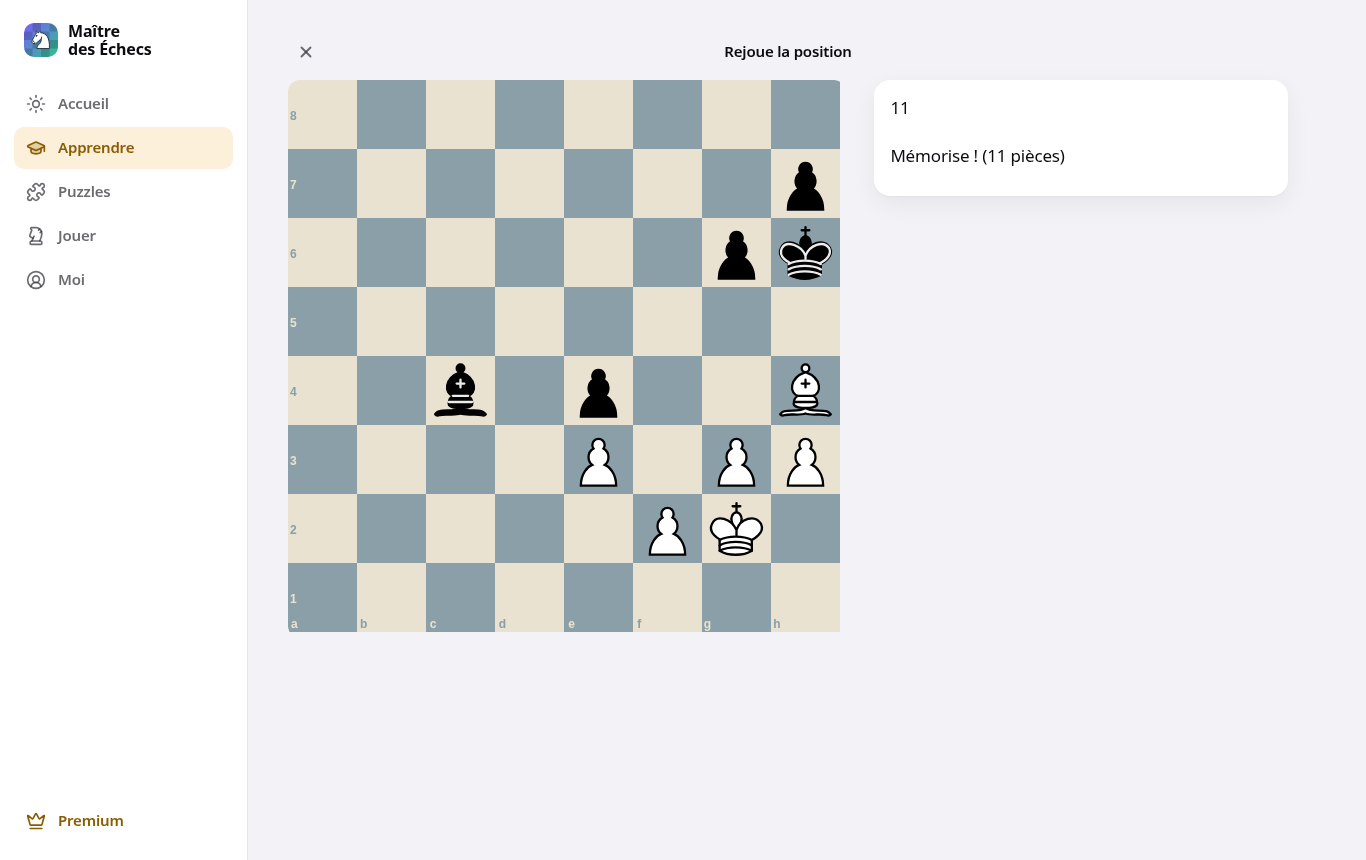 Maître
des Échecs
Accueil
Apprendre
Puzzles
Jouer
Moi
Premium
Rejoue la position
8
7
6
5
4
3
2
1
a b c d e f g h
11
Mémorise ! (11 pièces)